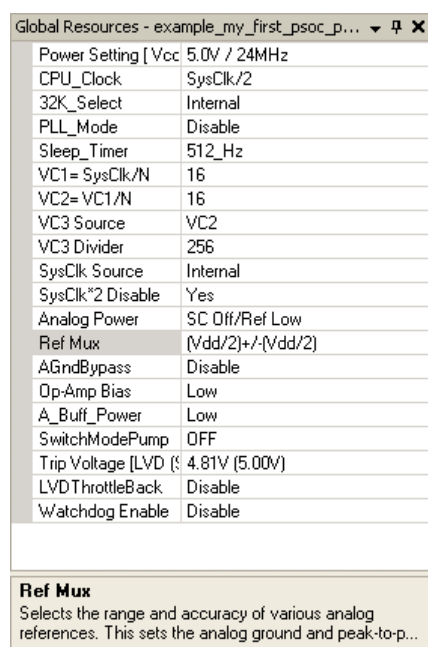 Global Resources - example_my_first_psoc_p...
Power Setting [ Vcc 5.0V / 24MHz
CPU_Clock SysClk/2
32K_Select Internal
PLL_Mode Disable
Sleep_Timer 512_Hz
VC1= SysClk/N 16
VC2= VC1/N 16
VC3 Source VC2
VC3 Divider 256
SysClk Source Internal
SysClk*2 Disable Yes
Analog Power SC Off/Ref Low
Ref Mux (Vdd/2)+/-(Vdd/2)
AGndBypass Disable
Op-Amp Bias Low
A_Buff_Power Low
SwitchModePump OFF
Trip Voltage [LVD (S 4.81V (5.00V)
LVDThrottleBack Disable
Watchdog Enable Disable
Ref Mux
Selects the range and accuracy of various analog
references. This sets the analog ground and peak-to-p...